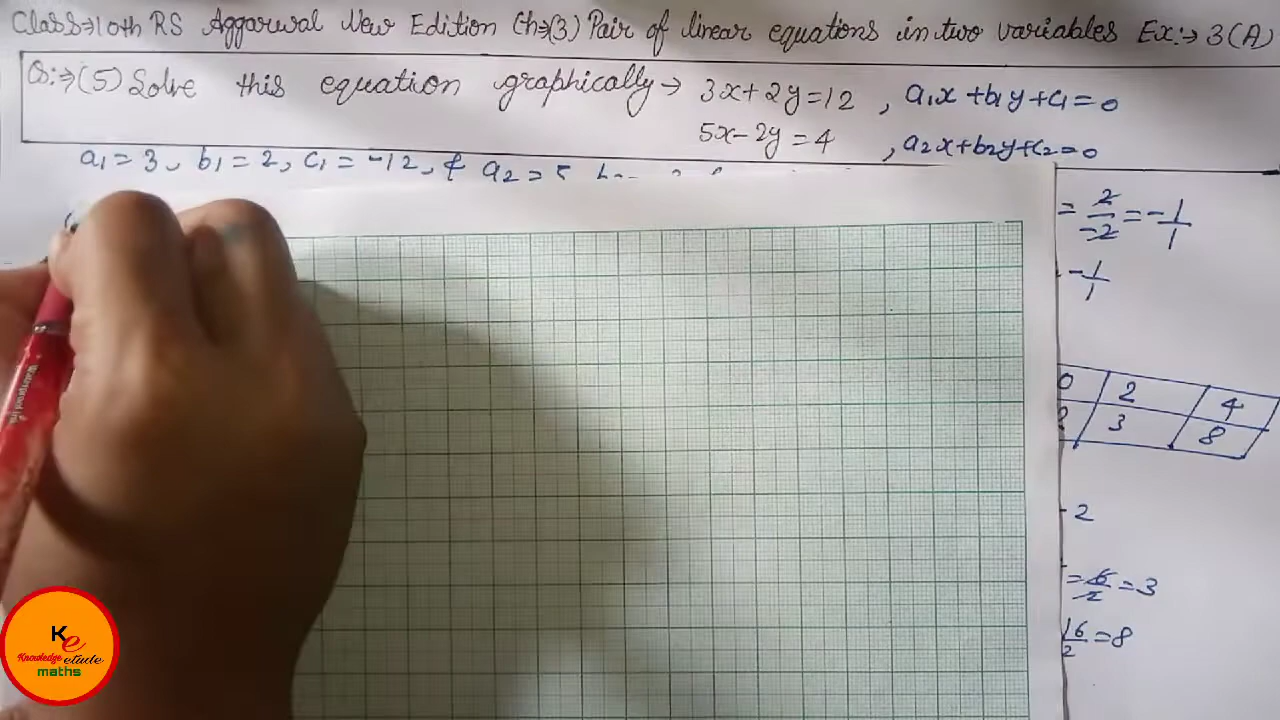 Class:→10th RS Aggarwal New Edition Ch→(3) Pair of linear equations in two variables Ex:→ 3(A)
Q:→(5) Solve this equation graphically→ 3x+2y=12 , a₁x+b₁y+c₁=0
5x-2y=4 , a₂x+b₂y+c₂=0
a₁=3, b₁=2, c₁=-12, & a₂=5
= 2/-2 = -1/1
-1/1
0 2 4
3 8
2
= 6/2 = 3
16/2 = 8
Ke
Knowledge etade
maths